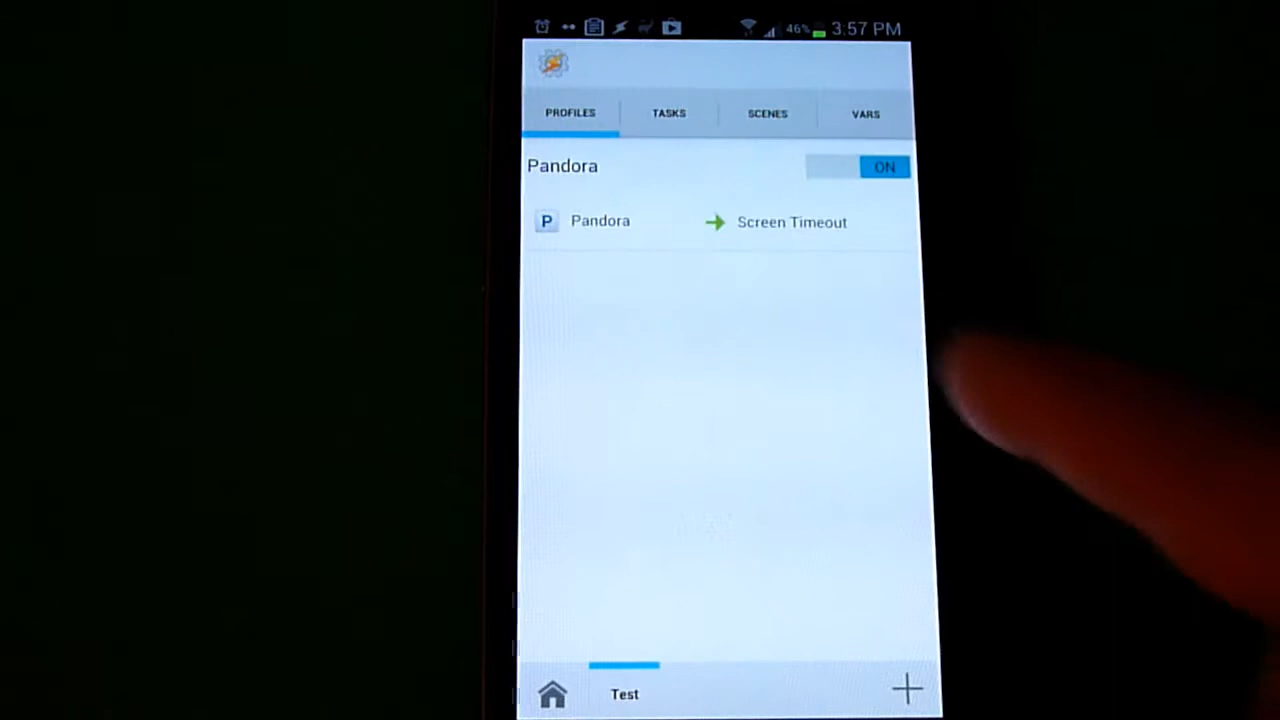 46% 3:57 PM
PROFILES TASKS SCENES VARS
Pandora ON
P Pandora Screen Timeout
Test